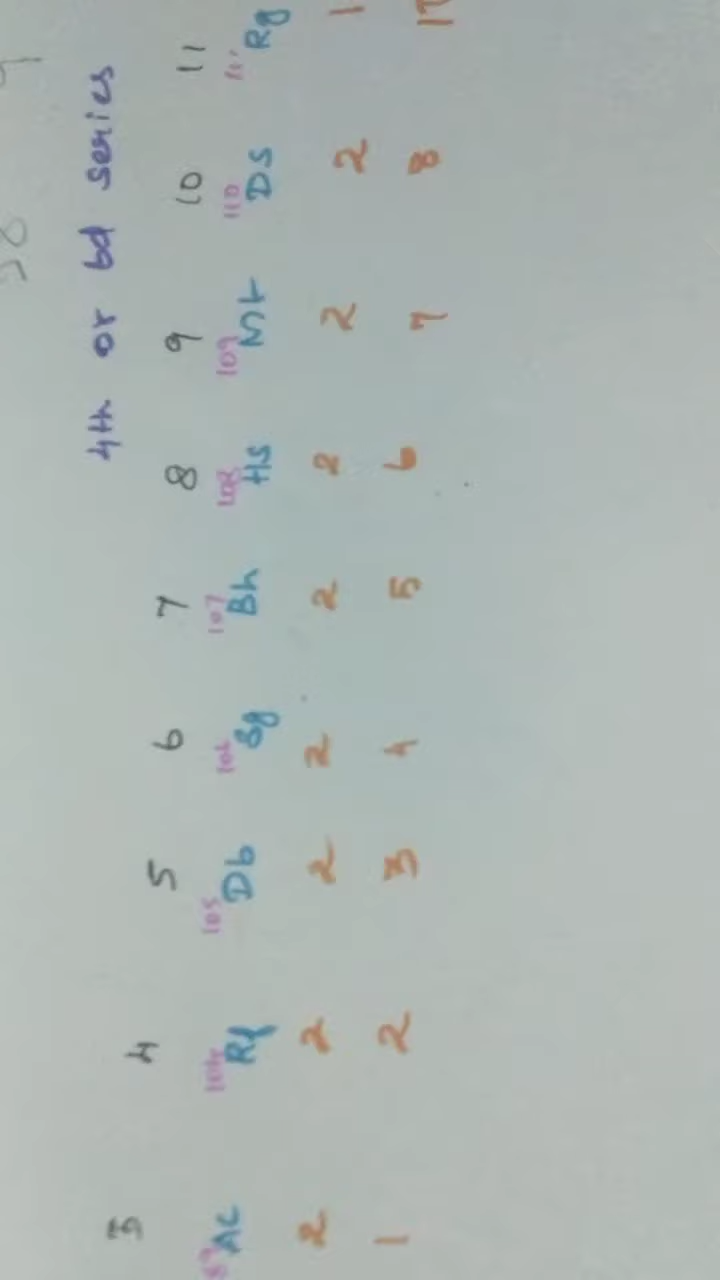 4th or 6d series
3 4 5 6 7 8 9 10 11
89 Ac 104 Rf 105 Db 106 Sg 107 Bh 108 Hs 109 Mt 110 Ds 111 Rg
2 2 2 2 2 2 2 2 1
1 2 3 4 5 6 7 8